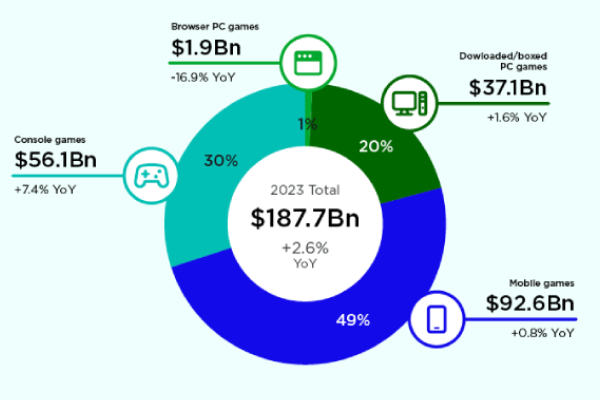 Browser PC games
$1.9Bn
-16.9% YoY
Dowloaded/boxed
PC games
$37.1Bn
+1.6% YoY
1%
20%
Console games
$56.1Bn
+7.4% YoY
30%
2023 Total
$187.7Bn
+2.6%
YoY
Mobile games
$92.6Bn
+0.8% YoY
49%